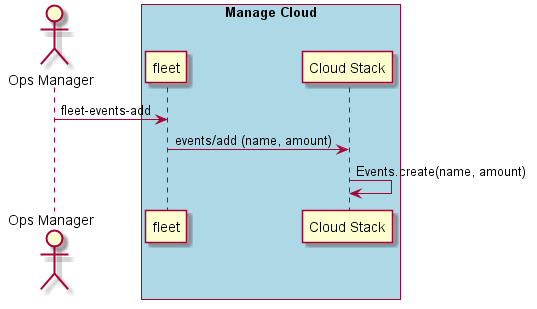 Manage Cloud
Ops Manager
fleet
Cloud Stack
fleet-events-add
events/add (name, amount)
Events.create(name, amount)
Ops Manager
fleet
Cloud Stack